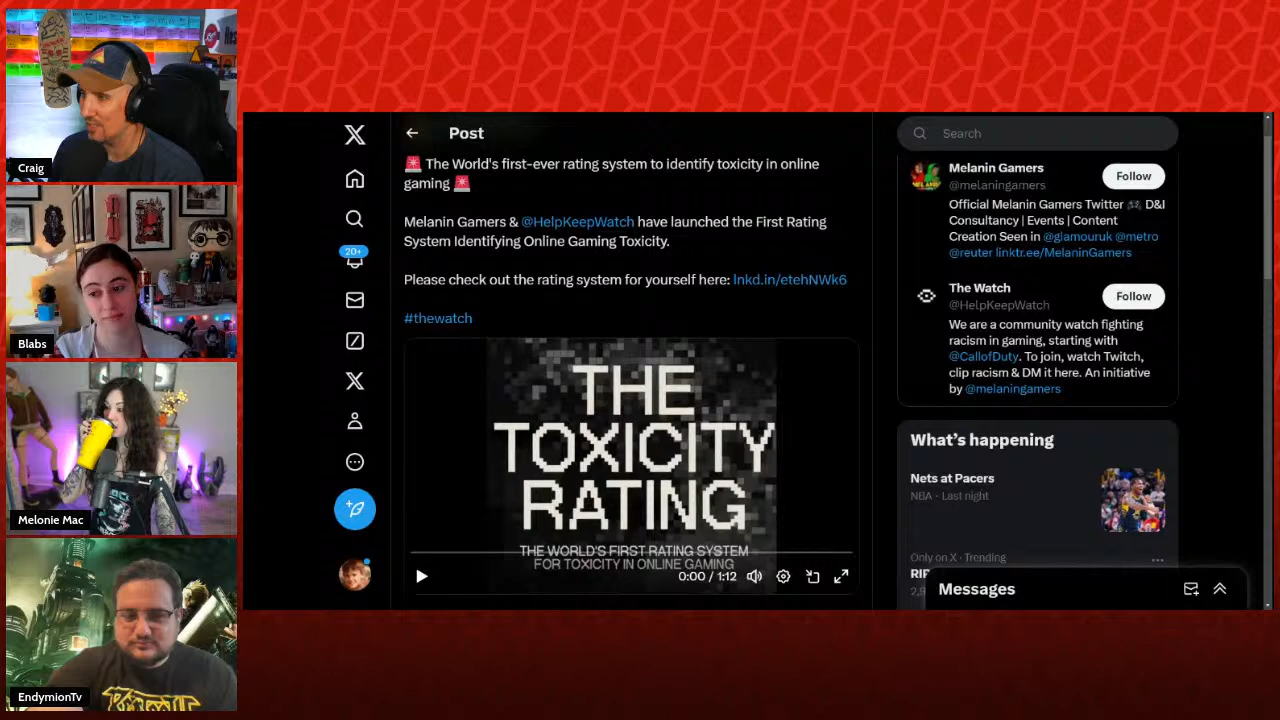 Craig
Blabs
Melonie Mac
EndymionTv
Post
🚨 The World's first-ever rating system to identify toxicity in online
gaming 🚨
Melanin Gamers & @HelpKeepWatch have launched the First Rating
System Identifying Online Gaming Toxicity.
Please check out the rating system for yourself here: lnkd.in/etehNWk6
#thewatch
THE
TOXICITY
RATING
THE WORLD'S FIRST RATING SYSTEM
FOR TOXICITY IN ONLINE GAMING
0:00 / 1:12
20+
Search
Melanin Gamers
@melaningamers
Follow
Official Melanin Gamers Twitter 🎮 D&I
Consultancy | Events | Content
Creation Seen in @glamouruk @metro
@reuter linktr.ee/MelaninGamers
The Watch
@HelpKeepWatch
Follow
We are a community watch fighting
racism in gaming, starting with
@CallofDuty. To join, watch Twitch,
clip racism & DM it here. An initiative
by @melaningamers
What's happening
Nets at Pacers
NBA · Last night
Only on X · Trending
Messages